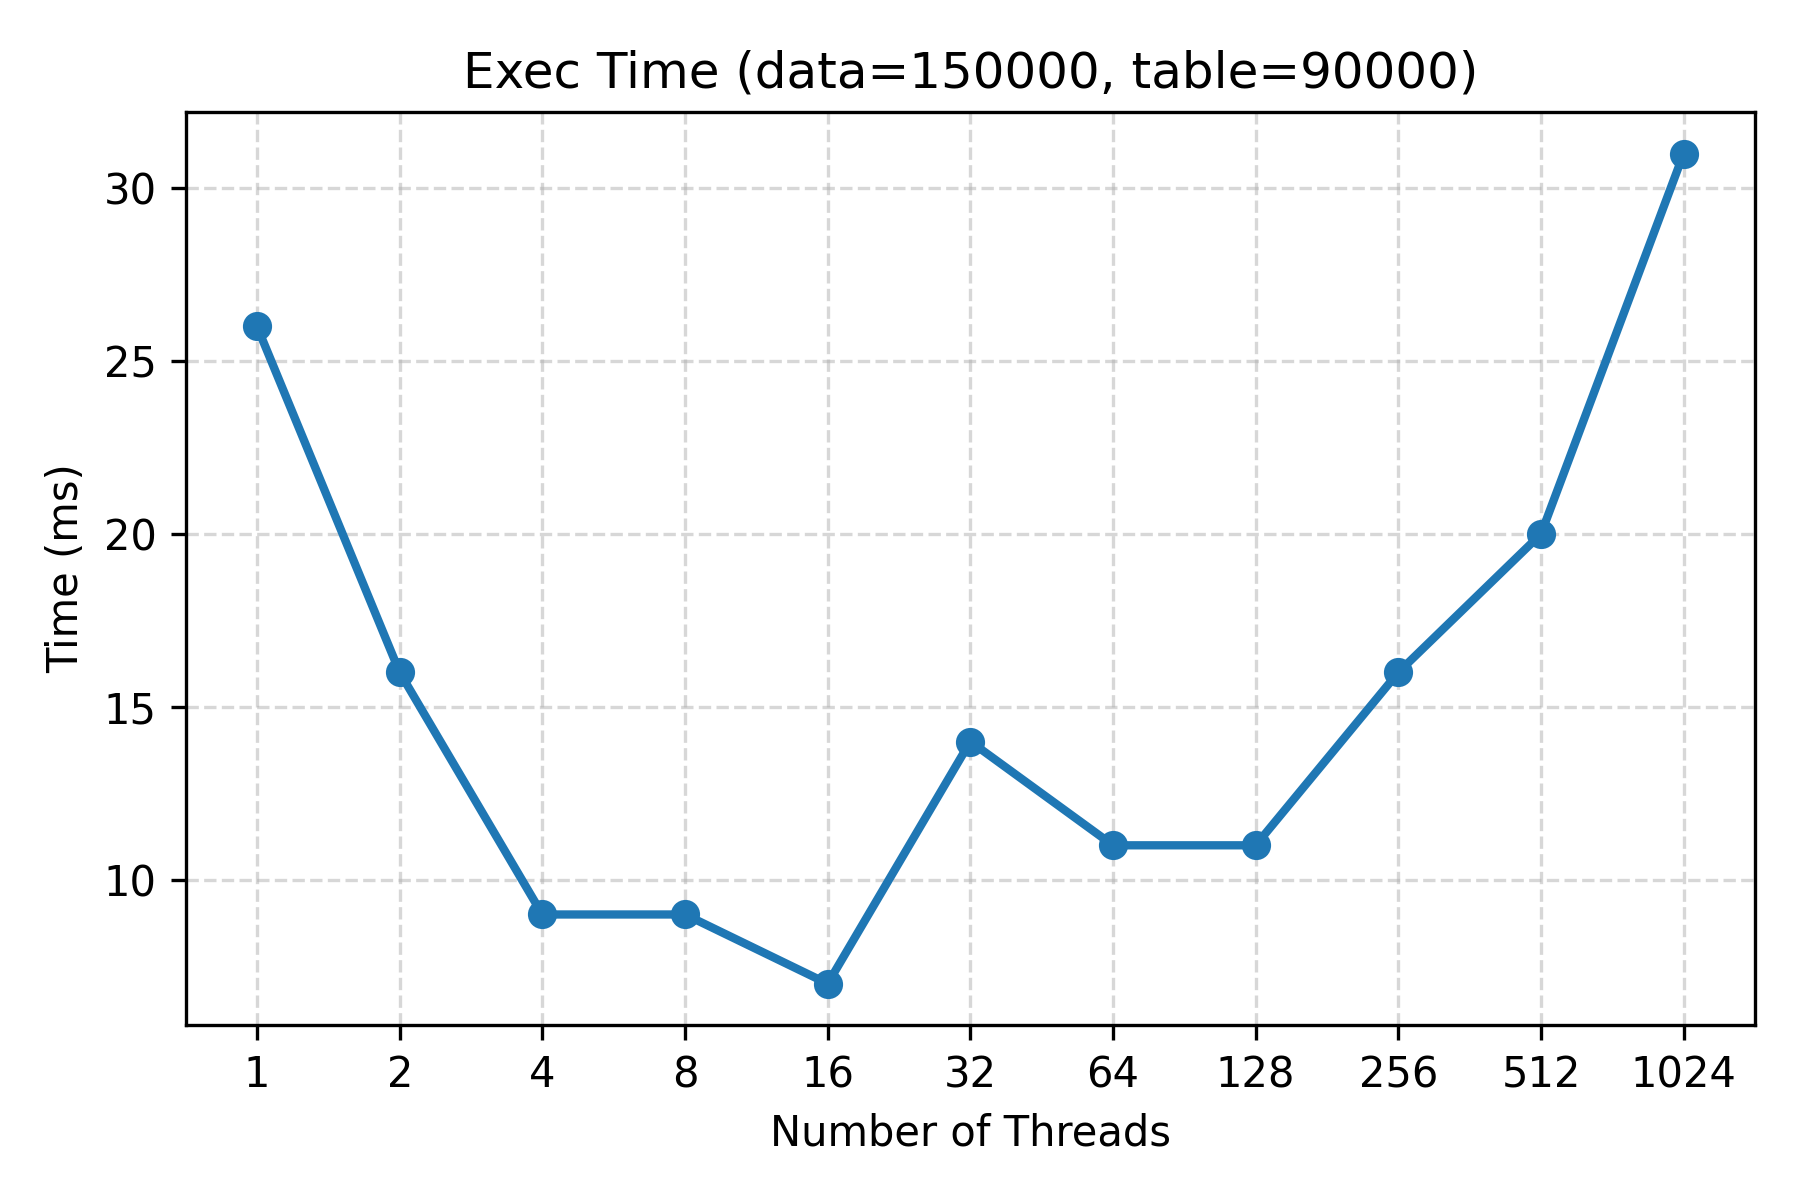 Exec Time (data=150000, table=90000)
30
25
20
15
10
Time (ms)
1 2 4 8 16 32 64 128 256 512 1024
Number of Threads